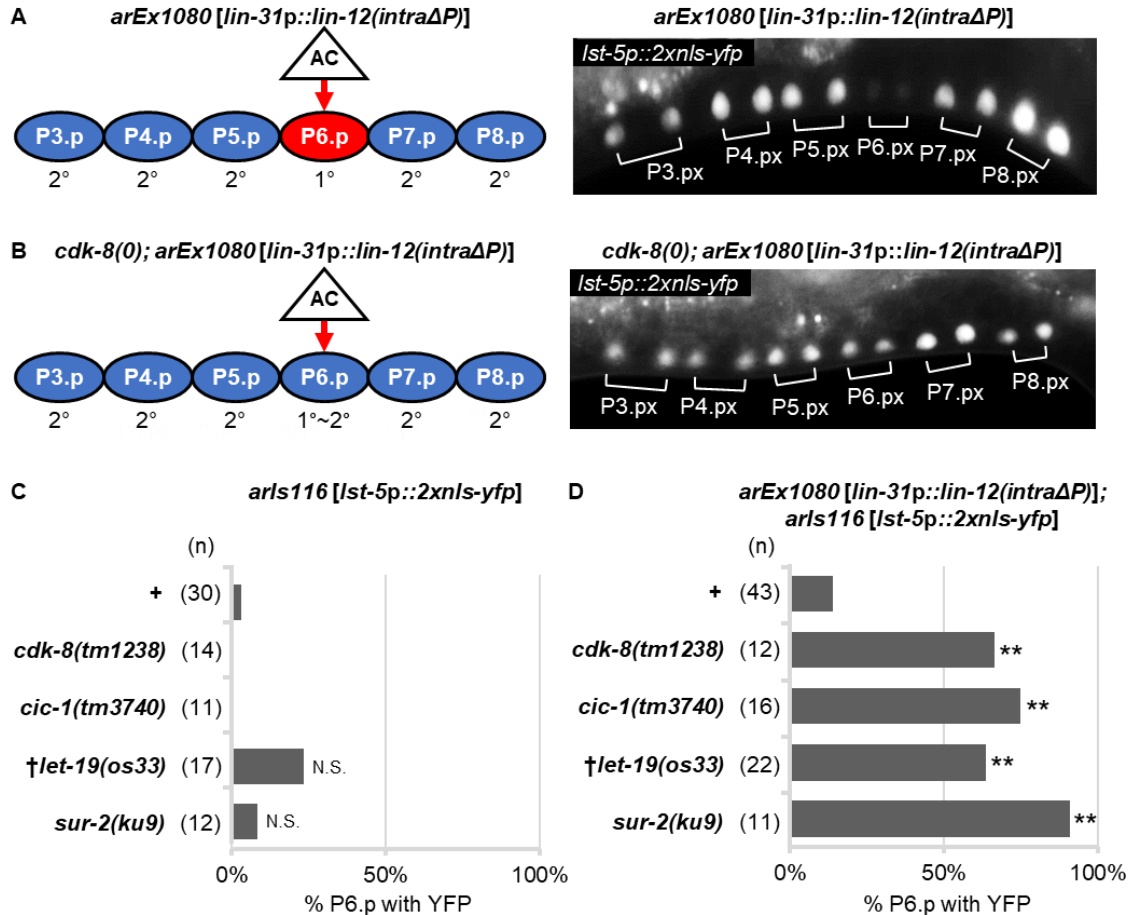 A
arEx1080 [lin-31p::lin-12(intraΔP)]
AC
P3.p P4.p P5.p P6.p P7.p P8.p
2° 2° 2° 1° 2° 2°
arEx1080 [lin-31p::lin-12(intraΔP)]
lst-5p::2xnls-yfp
P3.px P4.px P5.px P6.px P7.px P8.px
B
cdk-8(0); arEx1080 [lin-31p::lin-12(intraΔP)]
AC
P3.p P4.p P5.p P6.p P7.p P8.p
2° 2° 2° 1°~2° 2° 2°
cdk-8(0); arEx1080 [lin-31p::lin-12(intraΔP)]
lst-5p::2xnls-yfp
P3.px P4.px P5.px P6.px P7.px P8.px
C
arIs116 [lst-5p::2xnls-yfp]
(n)
+ (30)
cdk-8(tm1238) (14)
cic-1(tm3740) (11)
†let-19(os33) (17) N.S.
sur-2(ku9) (12) N.S.
0% 50% 100%
% P6.p with YFP
D
arEx1080 [lin-31p::lin-12(intraΔP)];
arIs116 [lst-5p::2xnls-yfp]
(n)
+ (43)
cdk-8(tm1238) (12) **
cic-1(tm3740) (16) **
†let-19(os33) (22) **
sur-2(ku9) (11) **
0% 50% 100%
% P6.p with YFP